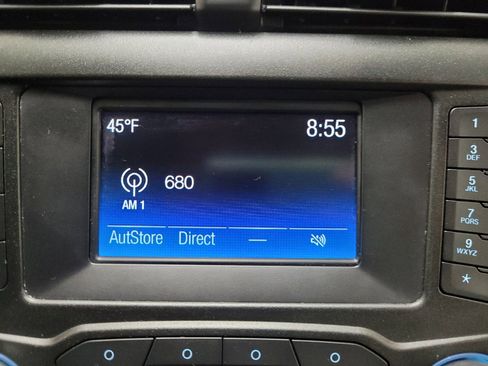 45°F 8:55
680
AM 1
AutStore Direct —
1
3
DEF
5
JKL
7
PQRS
9
WXYZ
*